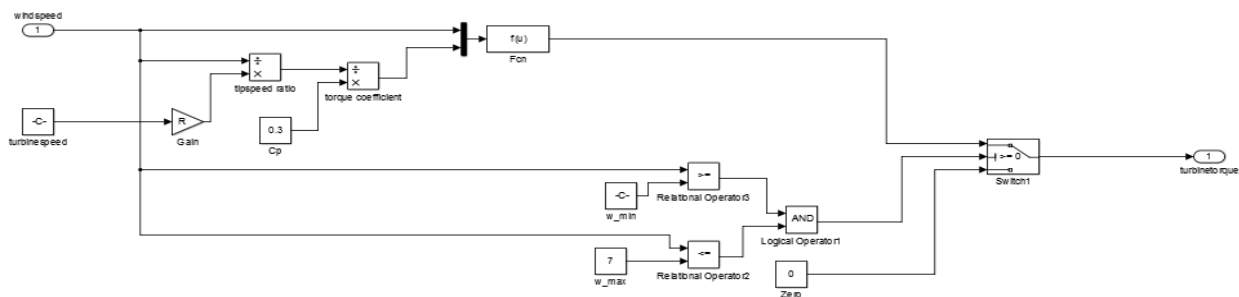 windspeed
1
f(u)
Fcn
÷
×
tipspeed ratio
÷
×
torque coefficient
-C-
turbinespeed
R
Gain
0.3
Cp
>=
Relational Operator3
-C-
w_min
AND
Logical Operator1
<=
Relational Operator2
7
w_max
0
Zero
>= 0
Switch1
1
turbinetorque